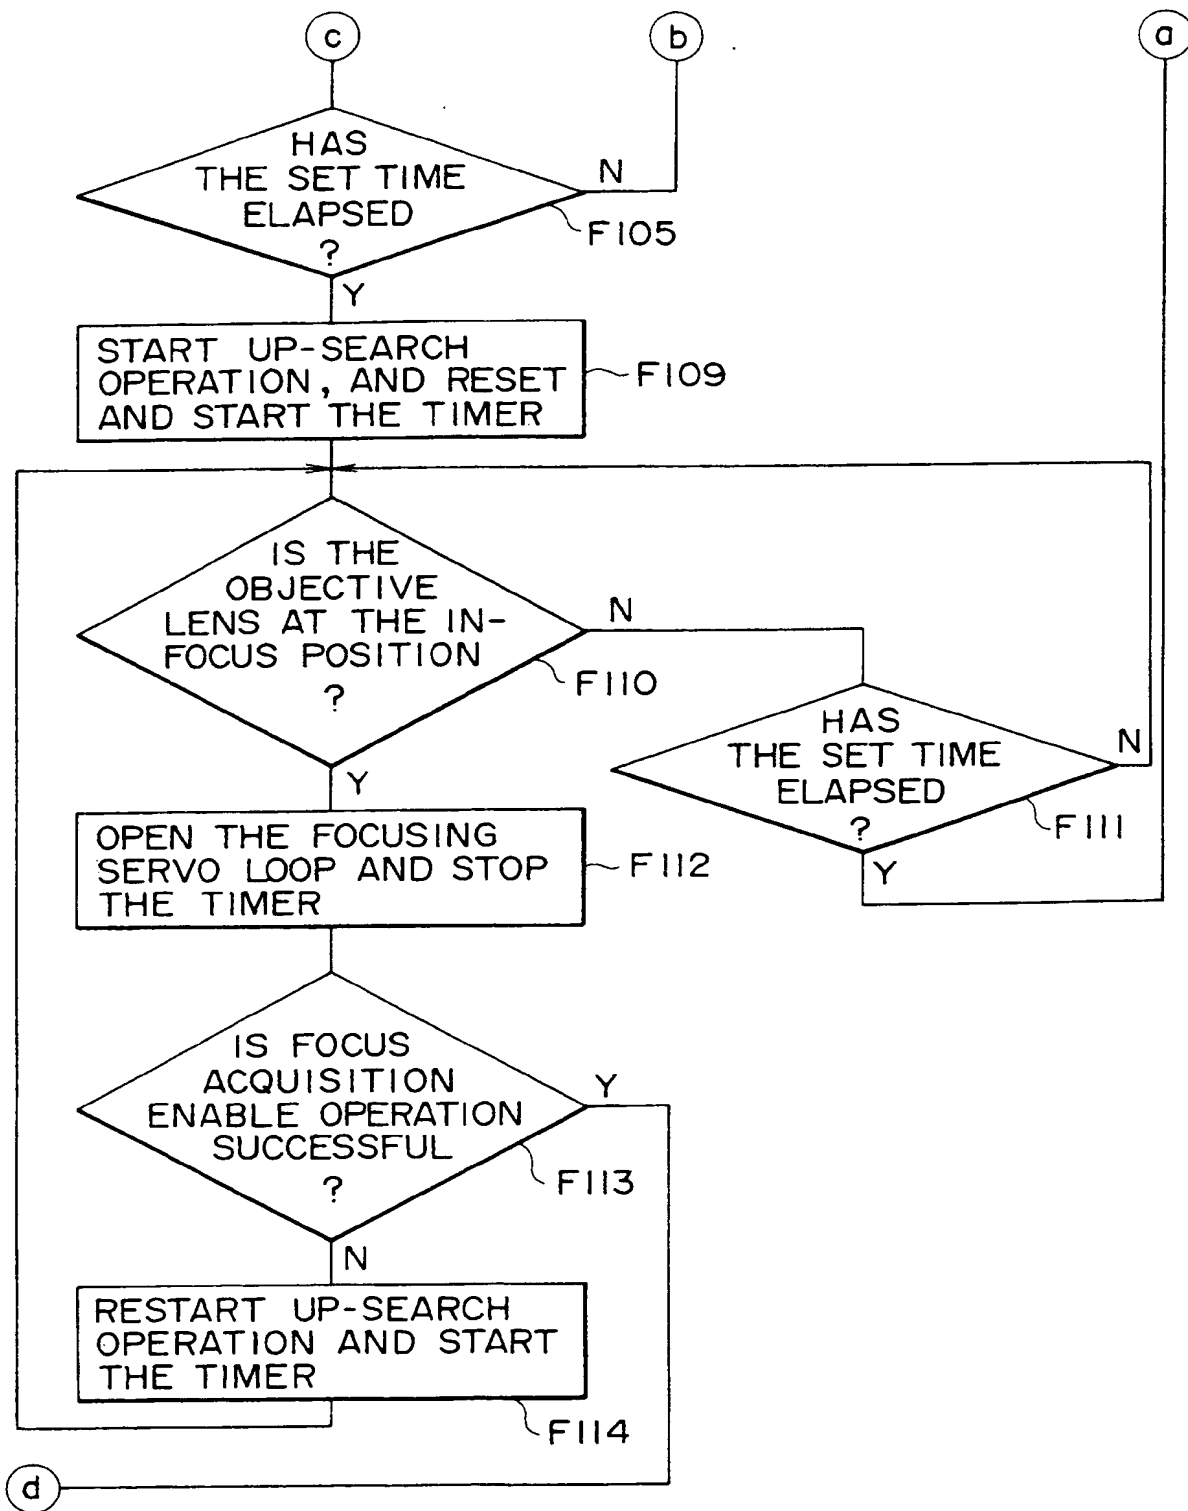 c
b
a
HAS
THE SET TIME
ELAPSED
?
N
F105
Y
START UP-SEARCH
OPERATION, AND RESET
AND START THE TIMER
F109
IS THE
OBJECTIVE
LENS AT THE IN-
FOCUS POSITION
?
N
F110
Y
HAS
THE SET TIME
ELAPSED
?
N
F111
Y
OPEN THE FOCUSING
SERVO LOOP AND STOP
THE TIMER
F112
IS FOCUS
ACQUISITION
ENABLE OPERATION
SUCCESSFUL
?
Y
F113
N
RESTART UP-SEARCH
OPERATION AND START
THE TIMER
F114
d